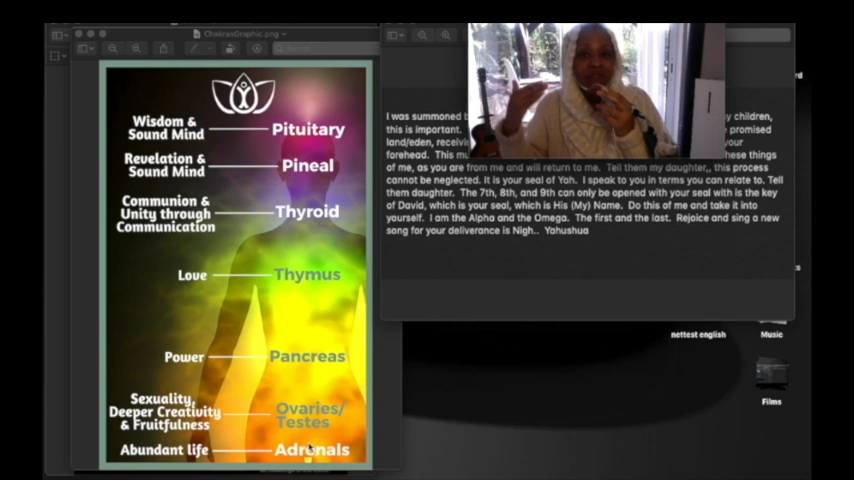 ChakrasGraphic.png
Search
Wisdom &
Sound Mind
Pituitary
Revelation &
Sound Mind
Pineal
Communion &
Unity through
Communication
Thyroid
Love
Thymus
Power
Pancreas
Sexuality,
Deeper Creativity
& Fruitfulness
Ovaries/
Testes
Abundant life
Adrenals
I was summoned
y children,
this is important.
promised
land/eden,
your
forehead. This
hese things
of me, as you are from me and will return to me. Tell them my daughter,, this process
cannot be neglected. It is your seal of Yah. I speak to you in terms you can relate to. Tell
them daughter. The 7th, 8th, and 9th can only be opened with your seal with is the key
of David, which is your seal, which is His (My) Name. Do this of me and take it into
yourself. I am the Alpha and the Omega. The first and the last. Rejoice and sing a new
song for your deliverance is Nigh.. Yahushua
nettest english
Music
Films